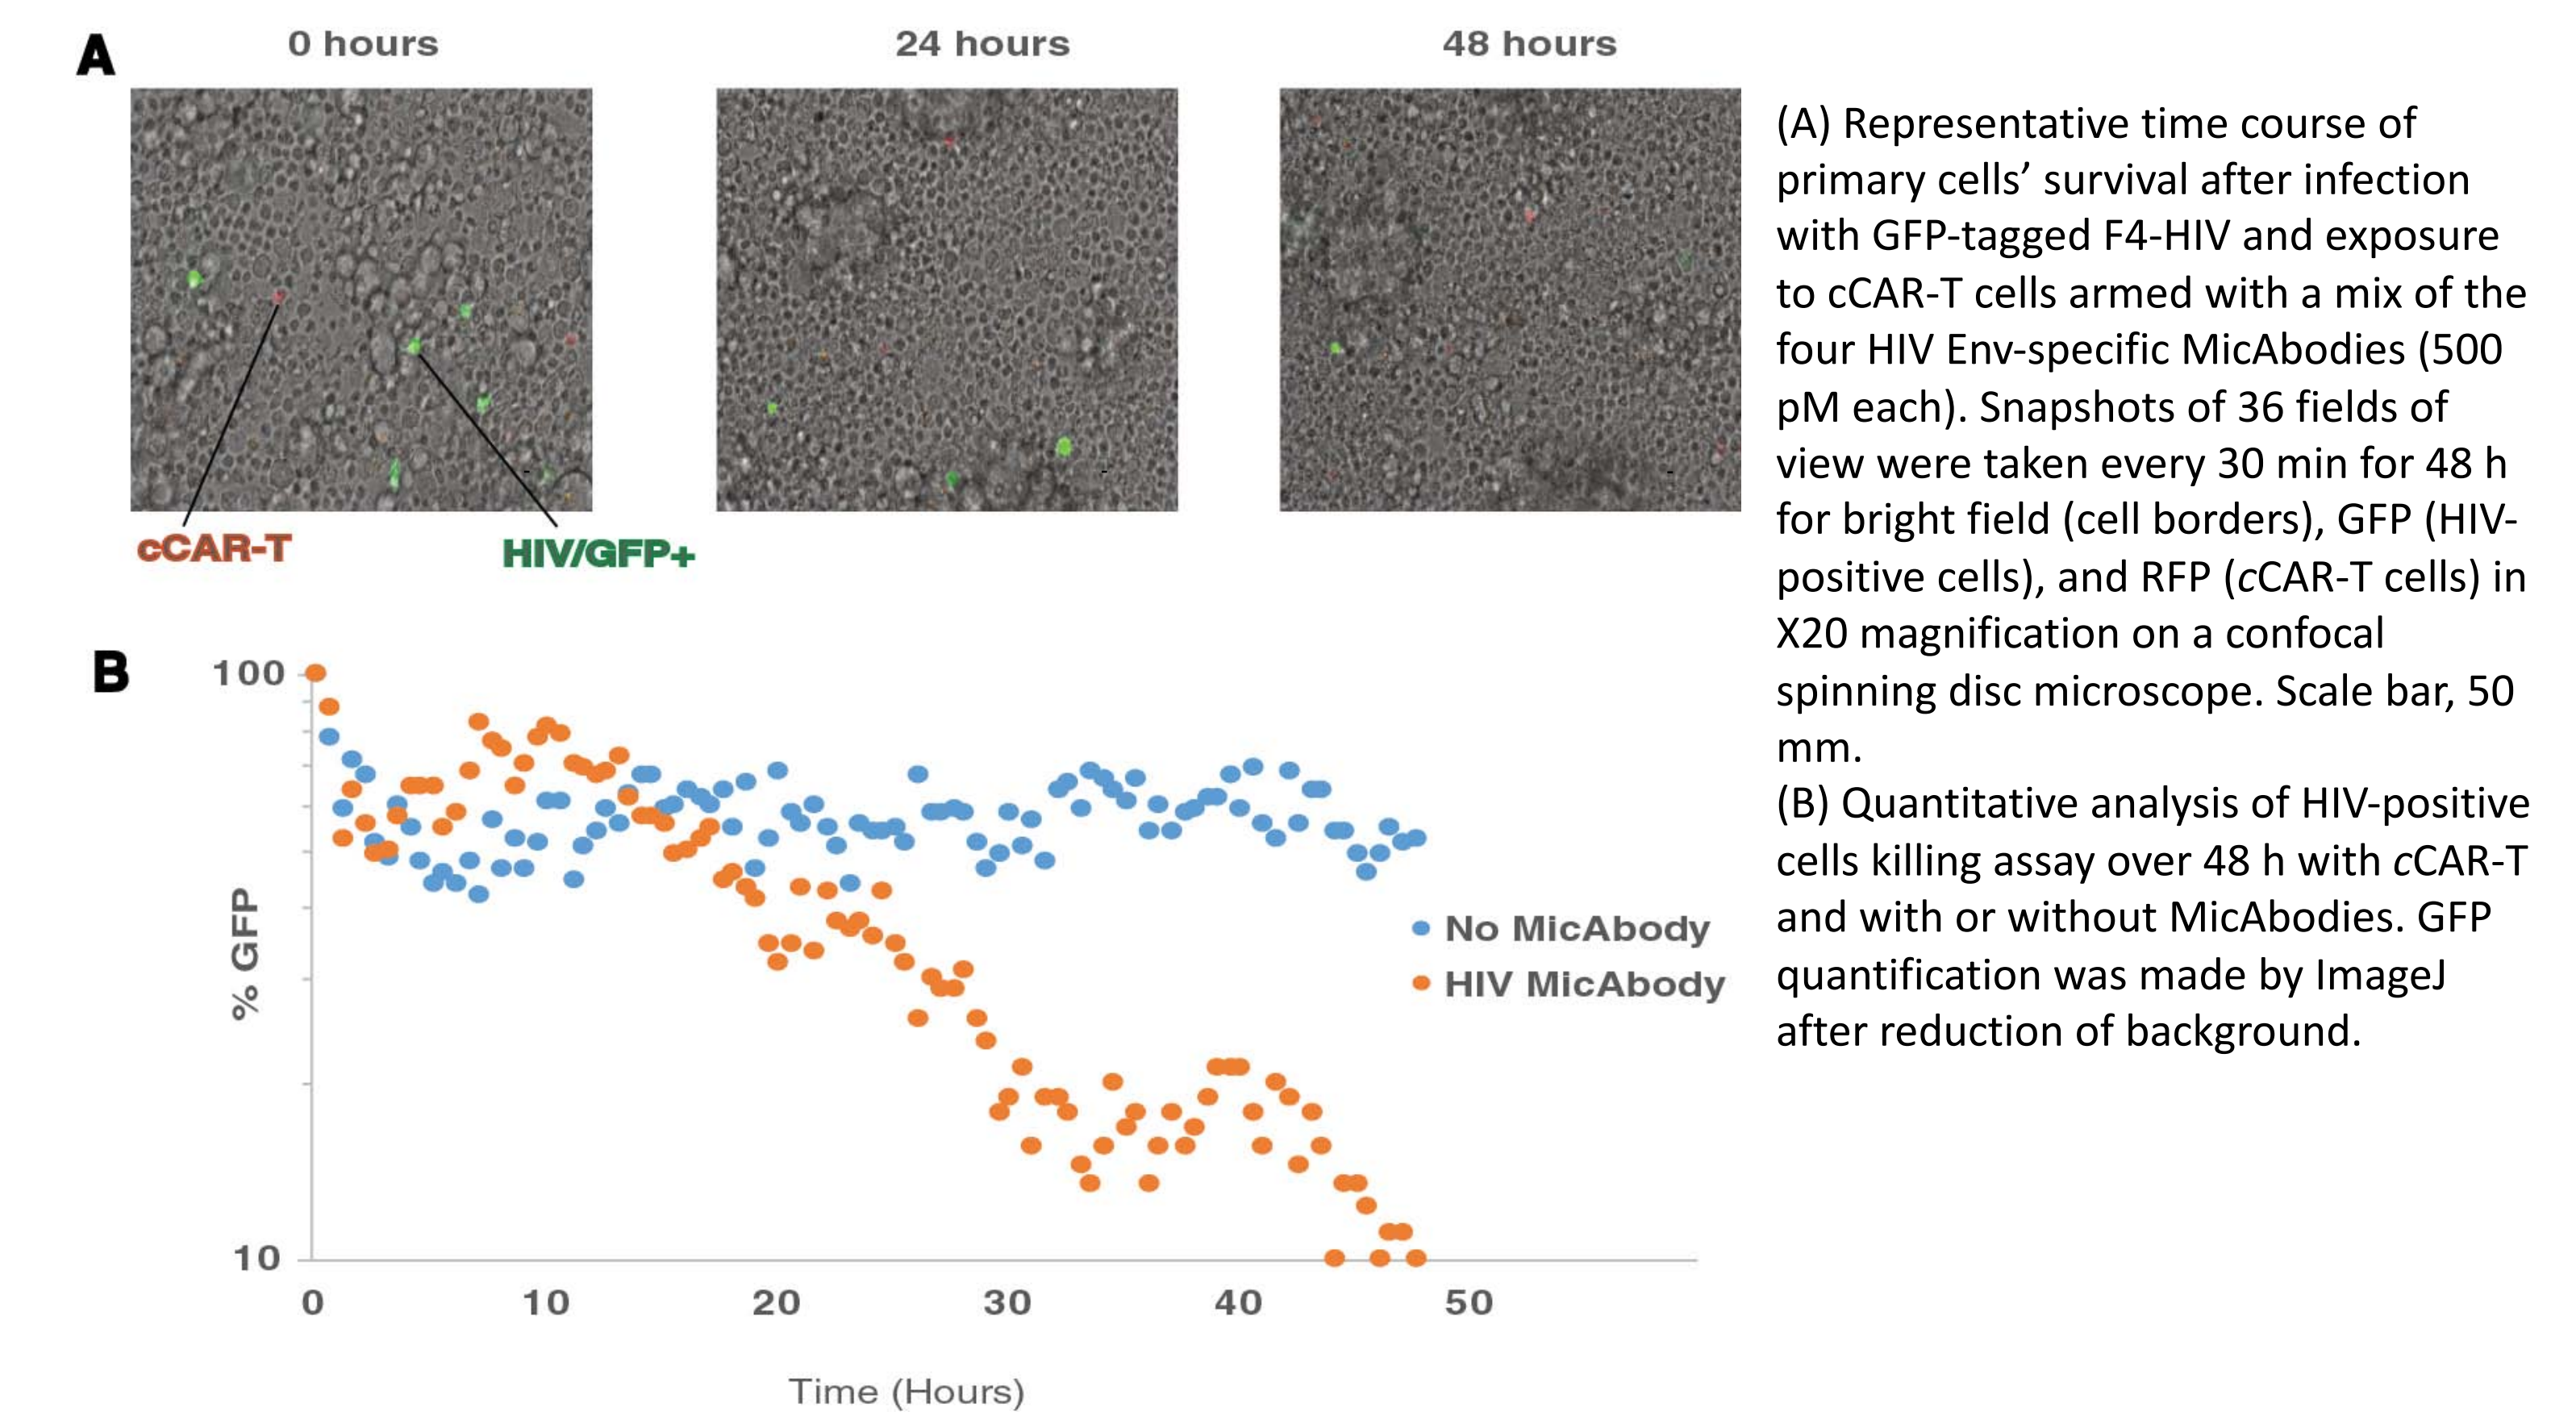 A
0 hours
24 hours
48 hours
cCAR-T
HIV/GFP+
(A) Representative time course of
primary cells’ survival after infection
with GFP-tagged F4-HIV and exposure
to cCAR-T cells armed with a mix of the
four HIV Env-specific MicAbodies (500
pM each). Snapshots of 36 fields of
view were taken every 30 min for 48 h
for bright field (cell borders), GFP (HIV-
positive cells), and RFP (cCAR-T cells) in
X20 magnification on a confocal
spinning disc microscope. Scale bar, 50
mm.
(B) Quantitative analysis of HIV-positive
cells killing assay over 48 h with cCAR-T
and with or without MicAbodies. GFP
quantification was made by ImageJ
after reduction of background.
B
100
% GFP
10
No MicAbody
HIV MicAbody
0 10 20 30 40 50
Time (Hours)